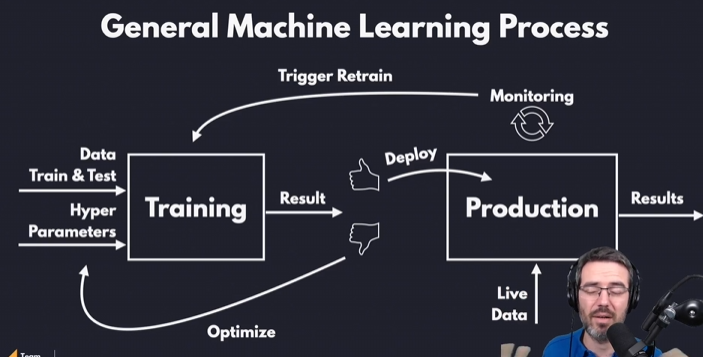 General Machine Learning Process
Trigger Retrain
Monitoring
Data
Train & Test
Hyper
Parameters
Training
Result
Deploy
Production
Results
Live
Data
Optimize
Team